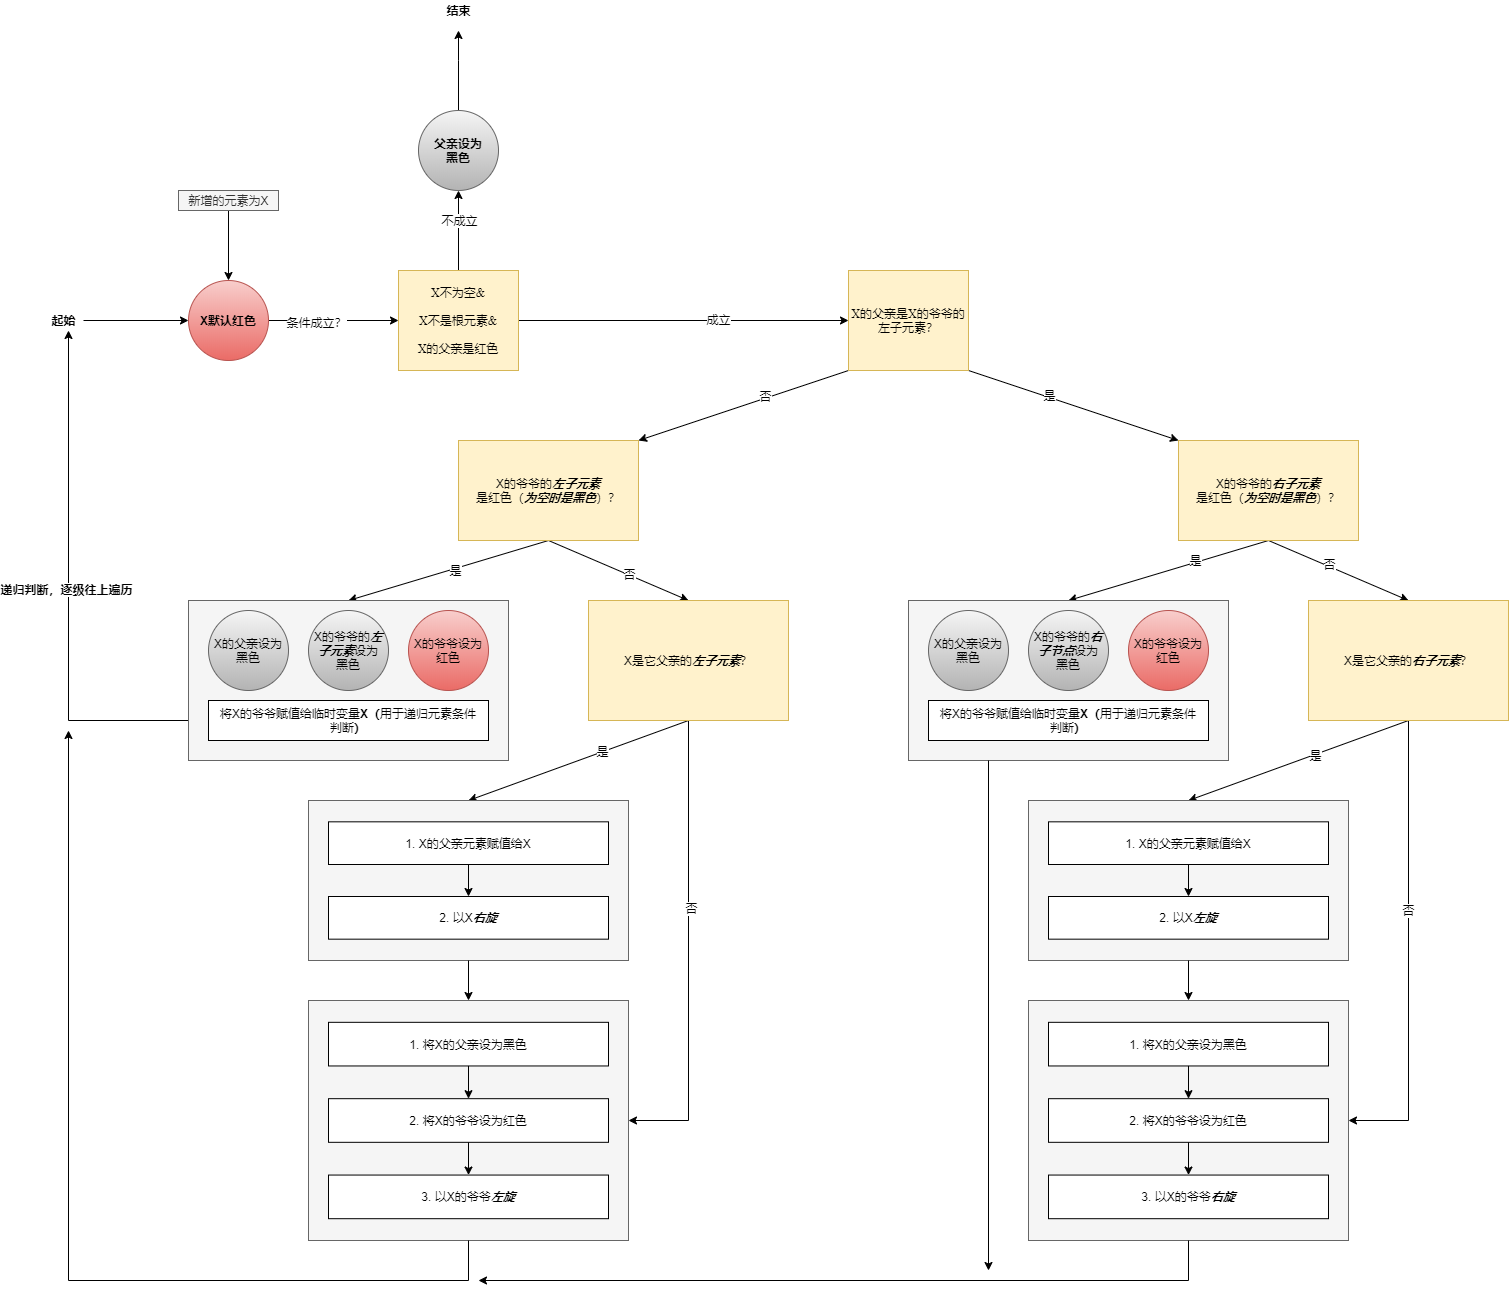 结束
父亲设为
黑色
新增的元素为X
不成立
起始
X默认红色
条件成立?
X不为空&
X不是根元素&
X的父亲是红色
成立
X的父亲是X的爷爷的
左子元素?
否
是
X的爷爷的左子元素
是红色（为空时是黑色）?
X的爷爷的右子元素
是红色（为空时是黑色）?
是
否
是
否
递归判断，逐级往上遍历
X的父亲设为
黑色
X的爷爷的左
子元素设为
黑色
X的爷爷设为
红色
将X的爷爷赋值给临时变量X（用于递归元素条件
判断）
X是它父亲的左子元素?
X的父亲设为
黑色
X的爷爷的右
子节点设为
黑色
X的爷爷设为
红色
将X的爷爷赋值给临时变量X（用于递归元素条件
判断）
X是它父亲的右子元素?
是
否
1. X的父亲元素赋值给X
2. 以X右旋
1. 将X的父亲设为黑色
2. 将X的爷爷设为红色
3. 以X的爷爷左旋
是
否
1. X的父亲元素赋值给X
2. 以X左旋
1. 将X的父亲设为黑色
2. 将X的爷爷设为红色
3. 以X的爷爷右旋